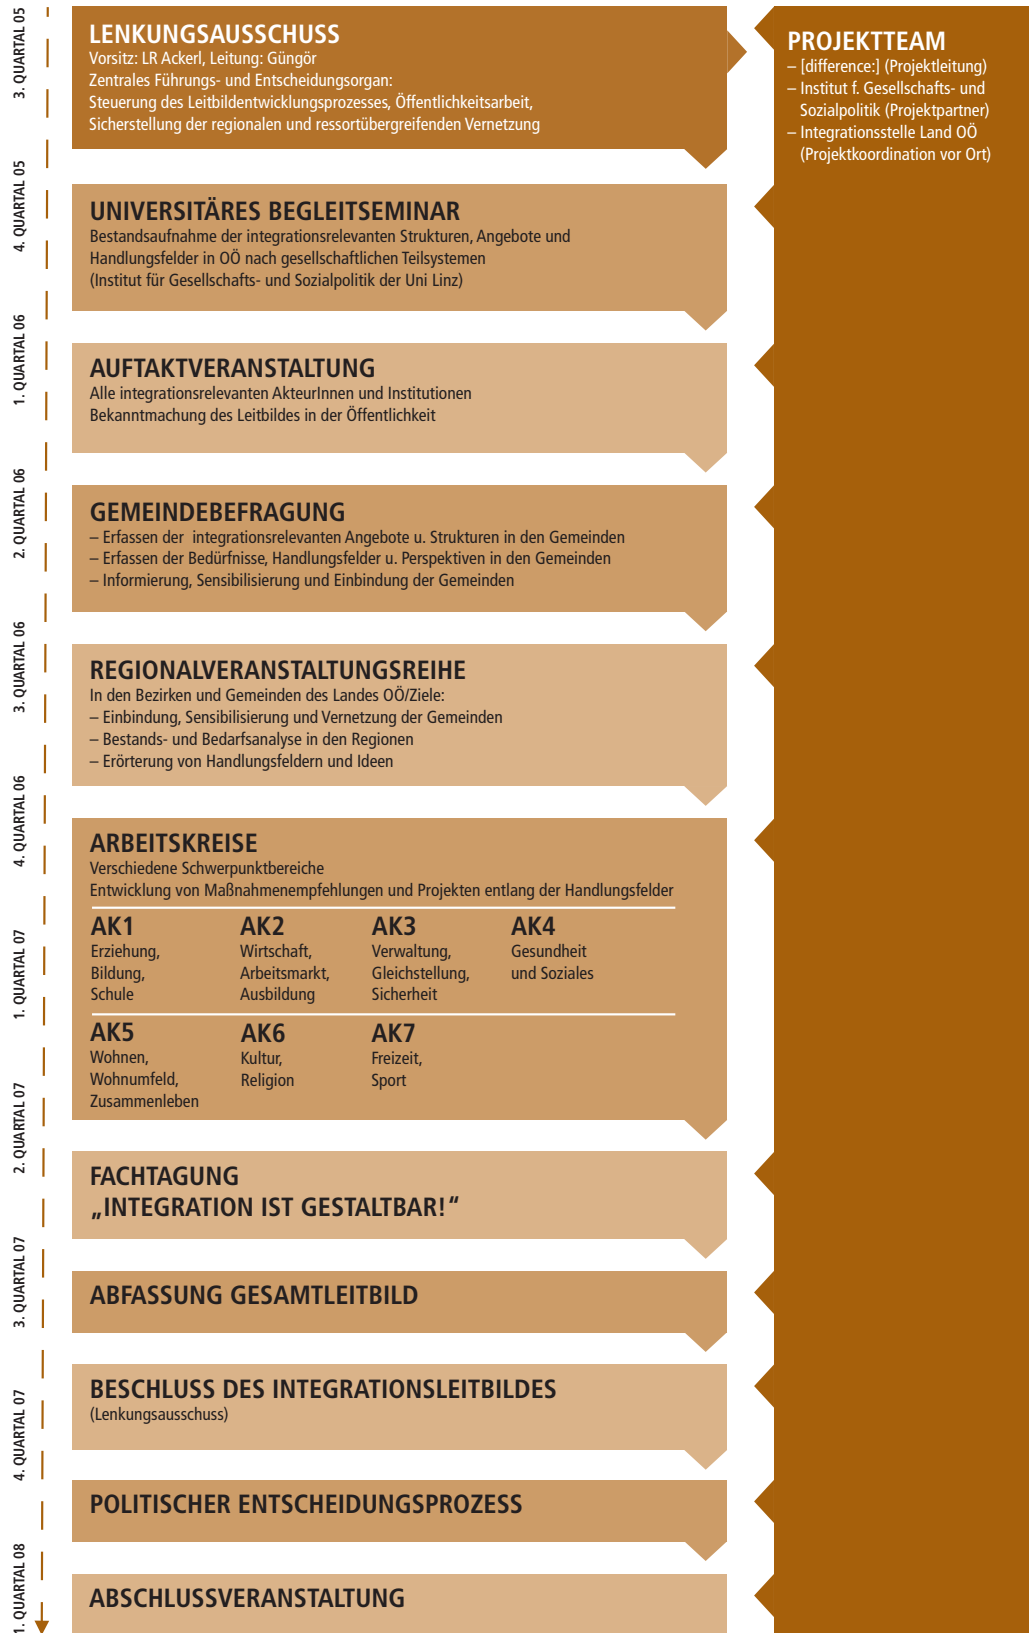 3. QUARTAL 05
4. QUARTAL 05
1. QUARTAL 06
2. QUARTAL 06
3. QUARTAL 06
4. QUARTAL 06
1. QUARTAL 07
2. QUARTAL 07
3. QUARTAL 07
4. QUARTAL 07
1. QUARTAL 08
LENKUNGSAUSSCHUSS
Vorsitz: LR Ackerl, Leitung: Güngör
Zentrales Führungs- und Entscheidungsorgan:
Steuerung des Leitbildentwicklungsprozesses, Öffentlichkeitsarbeit,
Sicherstellung der regionalen und ressortübergreifenden Vernetzung
PROJEKTTEAM
– [difference:] (Projektleitung)
– Institut f. Gesellschafts- und
Sozialpolitik (Projektpartner)
– Integrationsstelle Land OÖ
(Projektkoordination vor Ort)
UNIVERSITÄRES BEGLEITSEMINAR
Bestandsaufnahme der integrationsrelevanten Strukturen, Angebote und
Handlungsfelder in OÖ nach gesellschaftlichen Teilsystemen
(Institut für Gesellschafts- und Sozialpolitik der Uni Linz)
AUFTAKTVERANSTALTUNG
Alle integrationsrelevanten AkteurInnen und Institutionen
Bekanntmachung des Leitbildes in der Öffentlichkeit
GEMEINDEBEFRAGUNG
– Erfassen der integrationsrelevanten Angebote u. Strukturen in den Gemeinden
– Erfassen der Bedürfnisse, Handlungsfelder u. Perspektiven in den Gemeinden
– Informierung, Sensibilisierung und Einbindung der Gemeinden
REGIONALVERANSTALTUNGSREIHE
In den Bezirken und Gemeinden des Landes OÖ/Ziele:
– Einbindung, Sensibilisierung und Vernetzung der Gemeinden
– Bestands- und Bedarfsanalyse in den Regionen
– Erörterung von Handlungsfeldern und Ideen
ARBEITSKREISE
Verschiedene Schwerpunktbereiche
Entwicklung von Maßnahmenempfehlungen und Projekten entlang der Handlungsfelder
AK1
Erziehung,
Bildung,
Schule
AK2
Wirtschaft,
Arbeitsmarkt,
Ausbildung
AK3
Verwaltung,
Gleichstellung,
Sicherheit
AK4
Gesundheit
und Soziales
AK5
Wohnen,
Wohnumfeld,
Zusammenleben
AK6
Kultur,
Religion
AK7
Freizeit,
Sport
FACHTAGUNG
„INTEGRATION IST GESTALTBAR!“
ABFASSUNG GESAMTLEITBILD
BESCHLUSS DES INTEGRATIONSLEITBILDES
(Lenkungsausschuss)
POLITISCHER ENTSCHEIDUNGSPROZESS
ABSCHLUSSVERANSTALTUNG